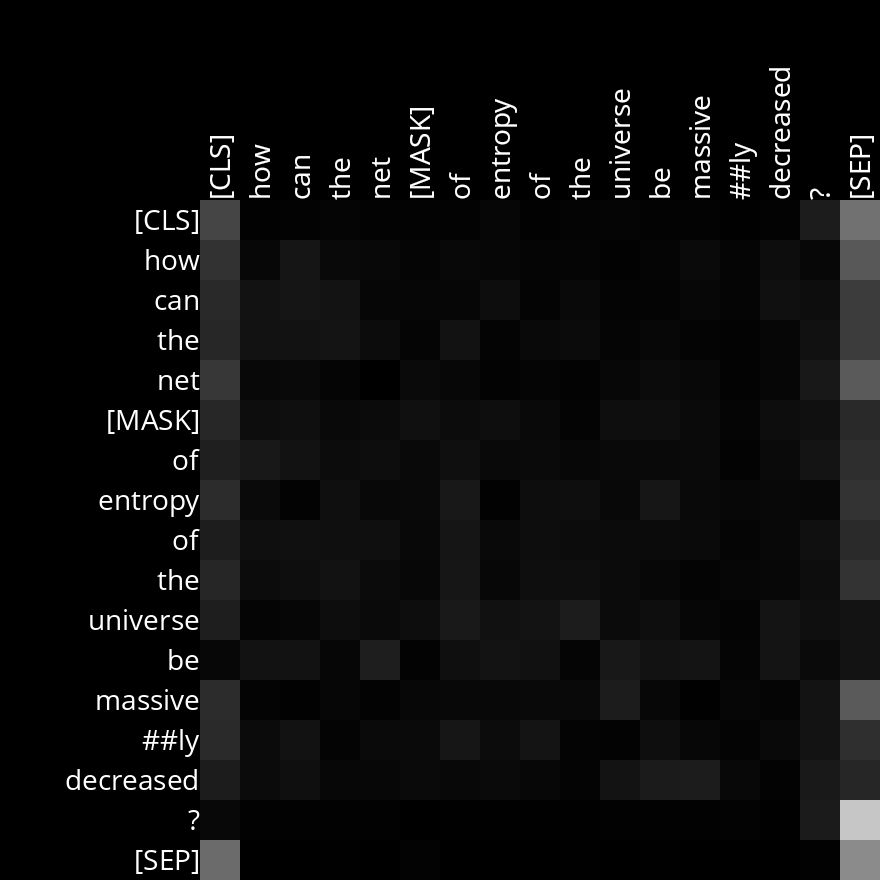 [CLS]
how
can
the
net
[MASK]
of
entropy
of
the
universe
be
massive
##ly
decreased
?
[SEP]
[CLS]
how
can
the
net
[MASK]
of
entropy
of
the
universe
be
massive
##ly
decreased
?
[SEP]